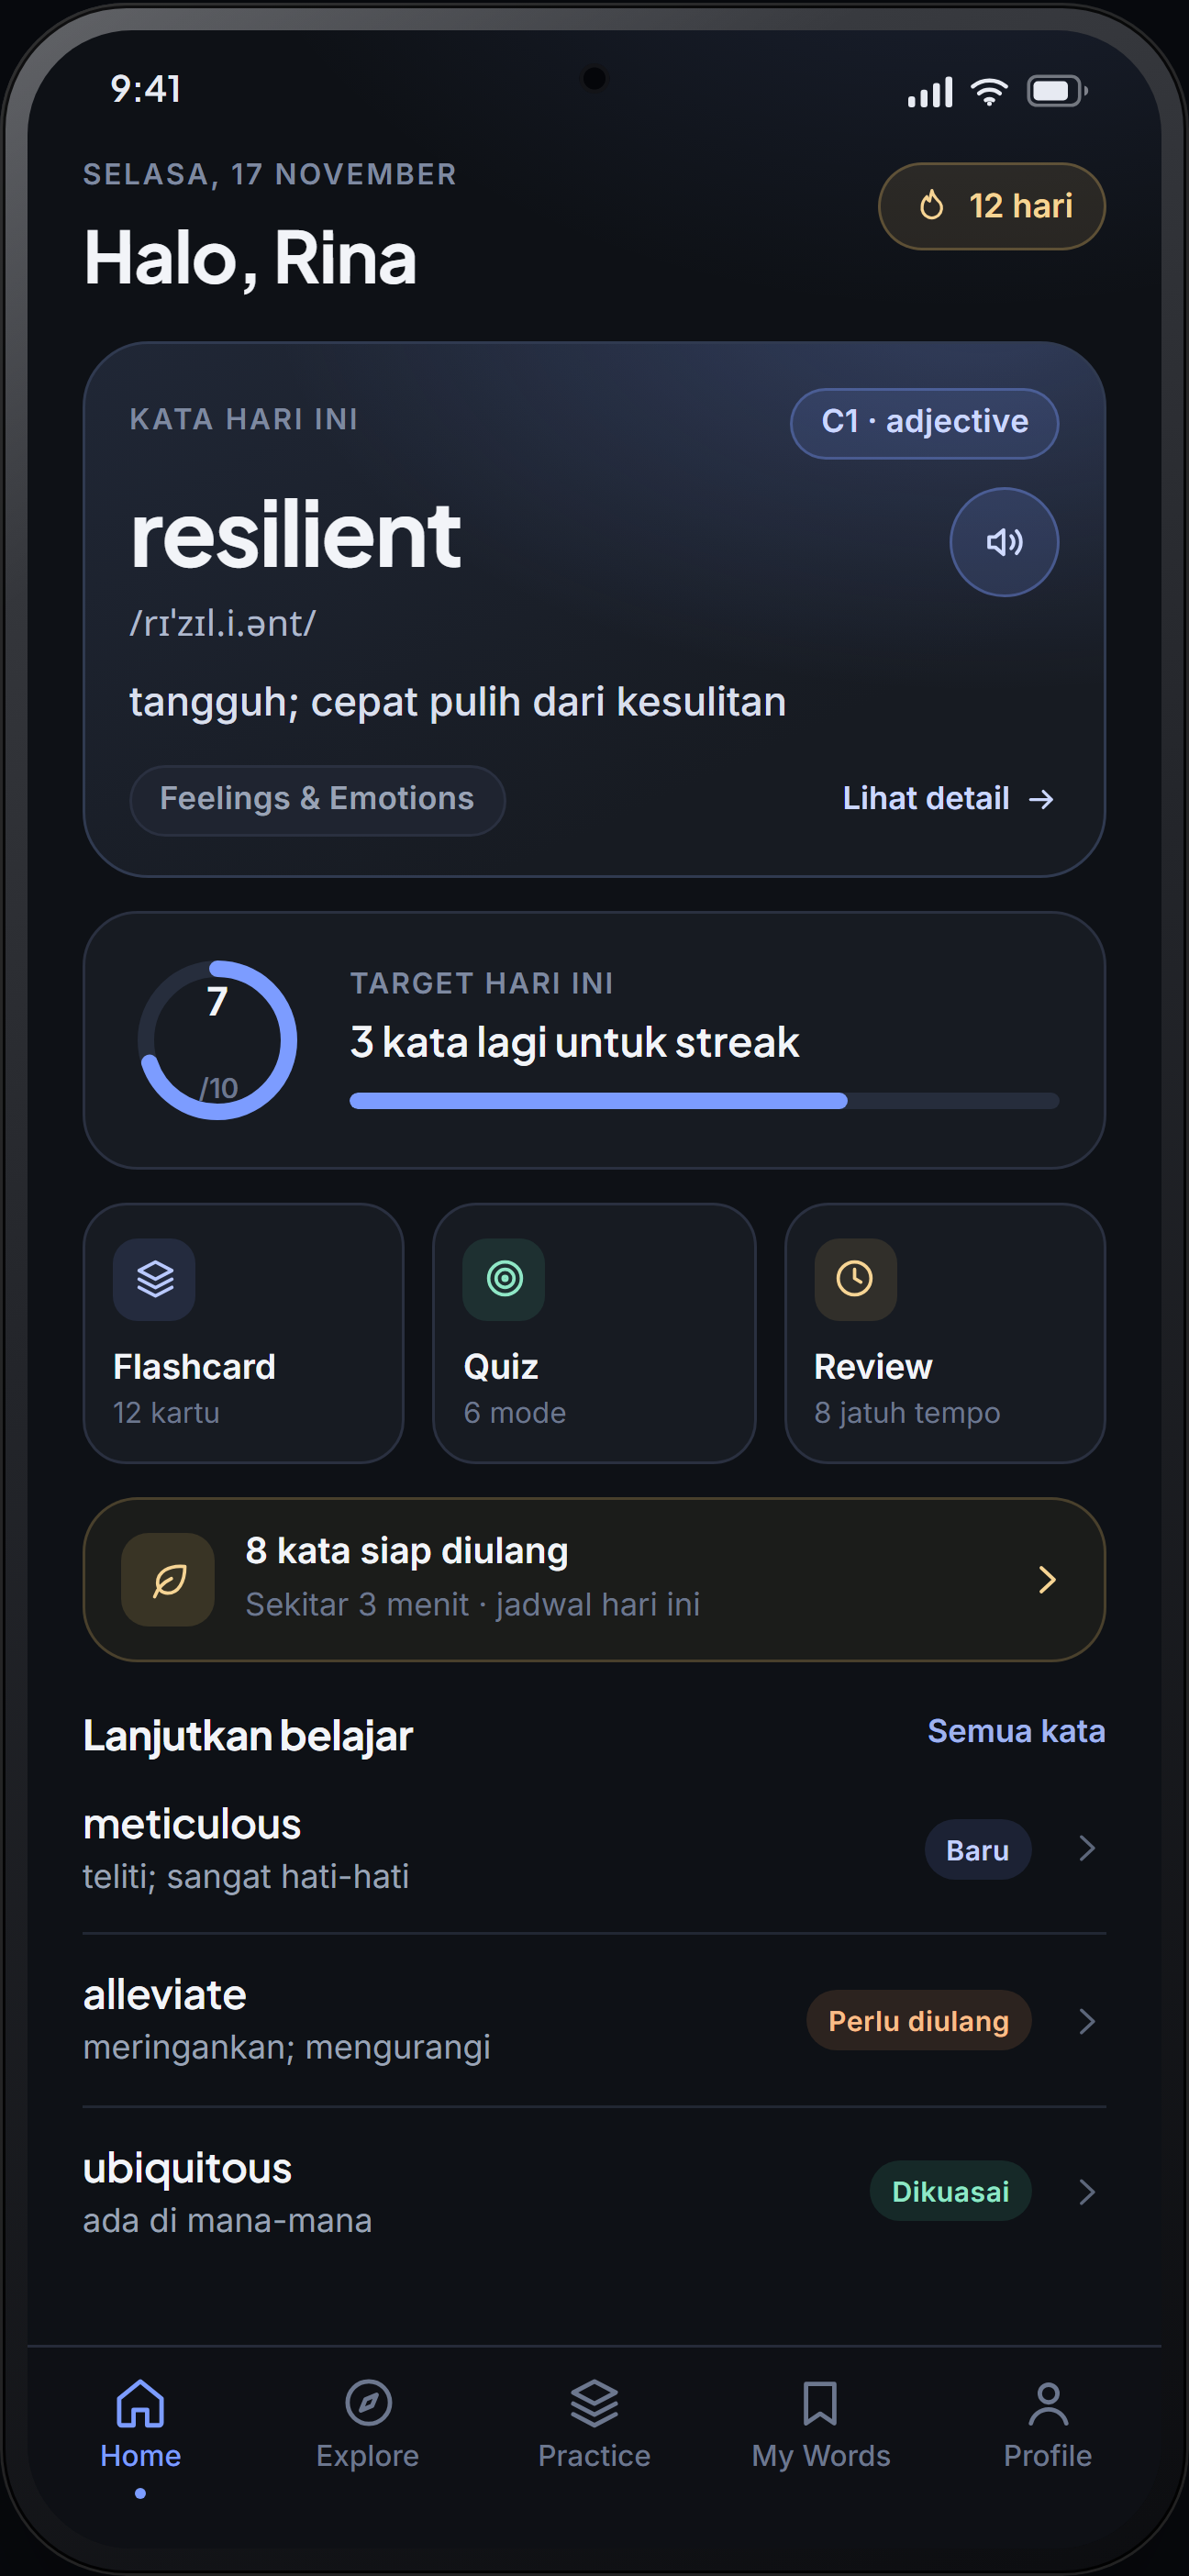 9:41
SELASA, 17 NOVEMBER
12 hari
Halo, Rina
KATA HARI INI
C1 · adjective
resilient
/rɪˈzɪl.i.ənt/
tangguh; cepat pulih dari kesulitan
Feelings & Emotions
Lihat detail →
7
/10
TARGET HARI INI
3 kata lagi untuk streak
Flashcard
12 kartu
Quiz
6 mode
Review
8 jatuh tempo
8 kata siap diulang
Sekitar 3 menit · jadwal hari ini
Lanjutkan belajar
Semua kata
meticulous
teliti; sangat hati-hati
Baru
alleviate
meringankan; mengurangi
Perlu diulang
ubiquitous
ada di mana-mana
Dikuasai
Home
Explore
Practice
My Words
Profile